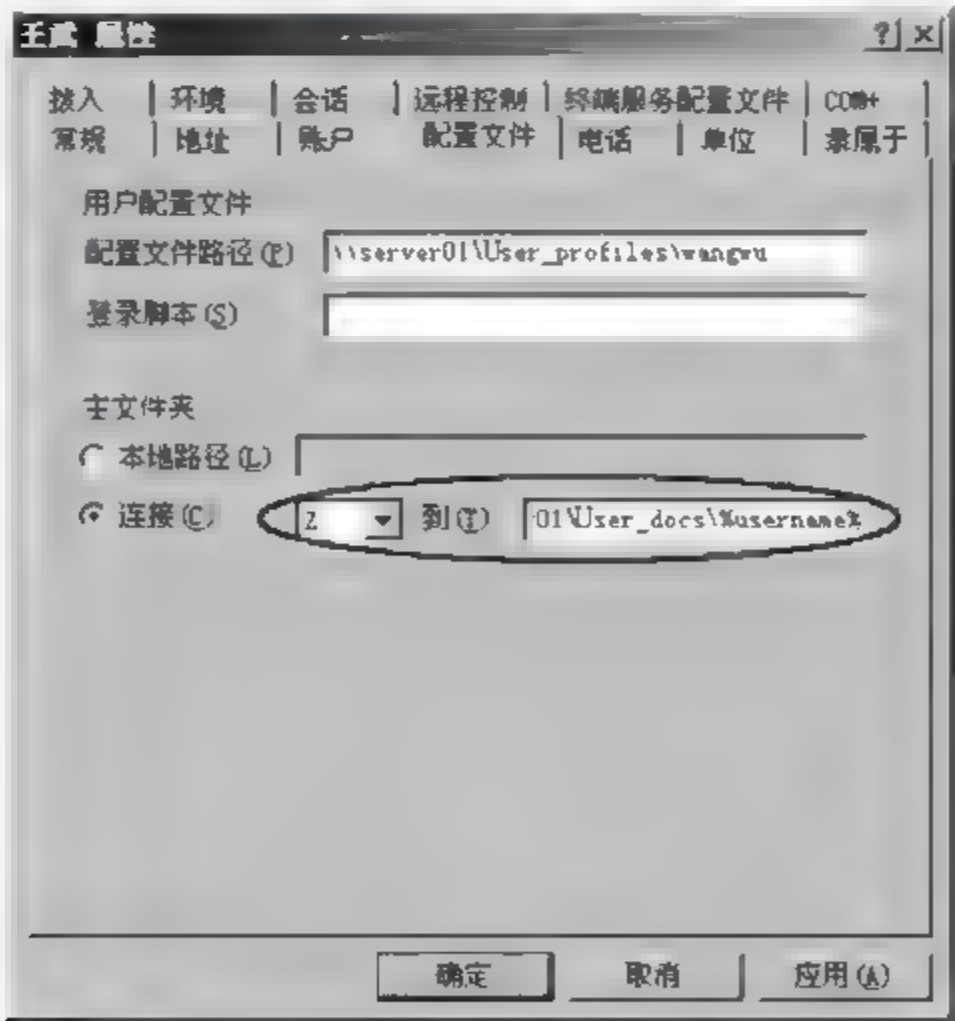 王武 属性
拨入 环境 会话 远程控制 终端服务配置文件 COM+
常规 地址 账户 配置文件 电话 单位 隶属于
用户配置文件
配置文件路径(P) \\server01\User_profiles\wangwu
登录脚本(S)
主文件夹
本地路径(L)
连接(C) Z 到(T) 01\User_docs\%username%
确定 取消 应用(A)